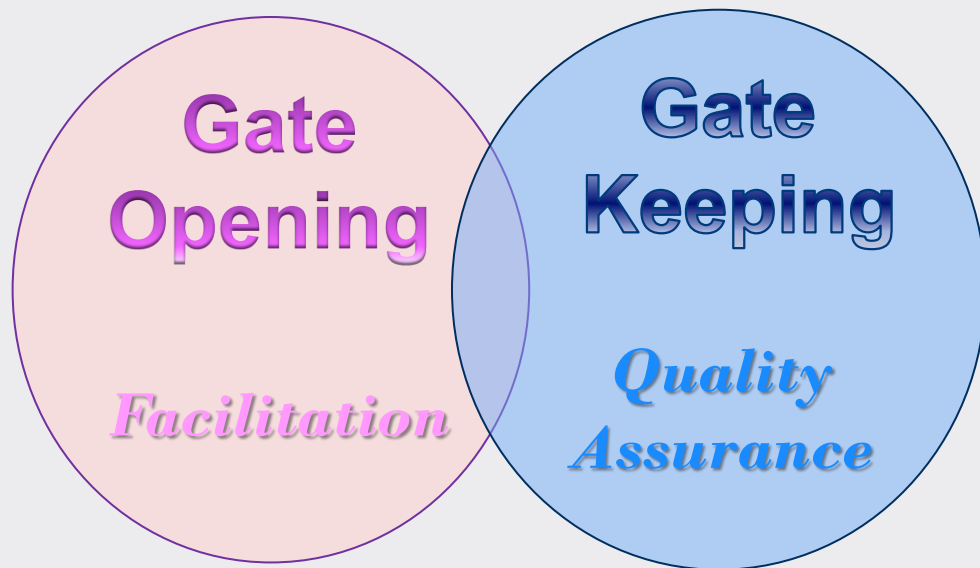 Gate
Opening
Facilitation
Gate
Keeping
Quality
Assurance